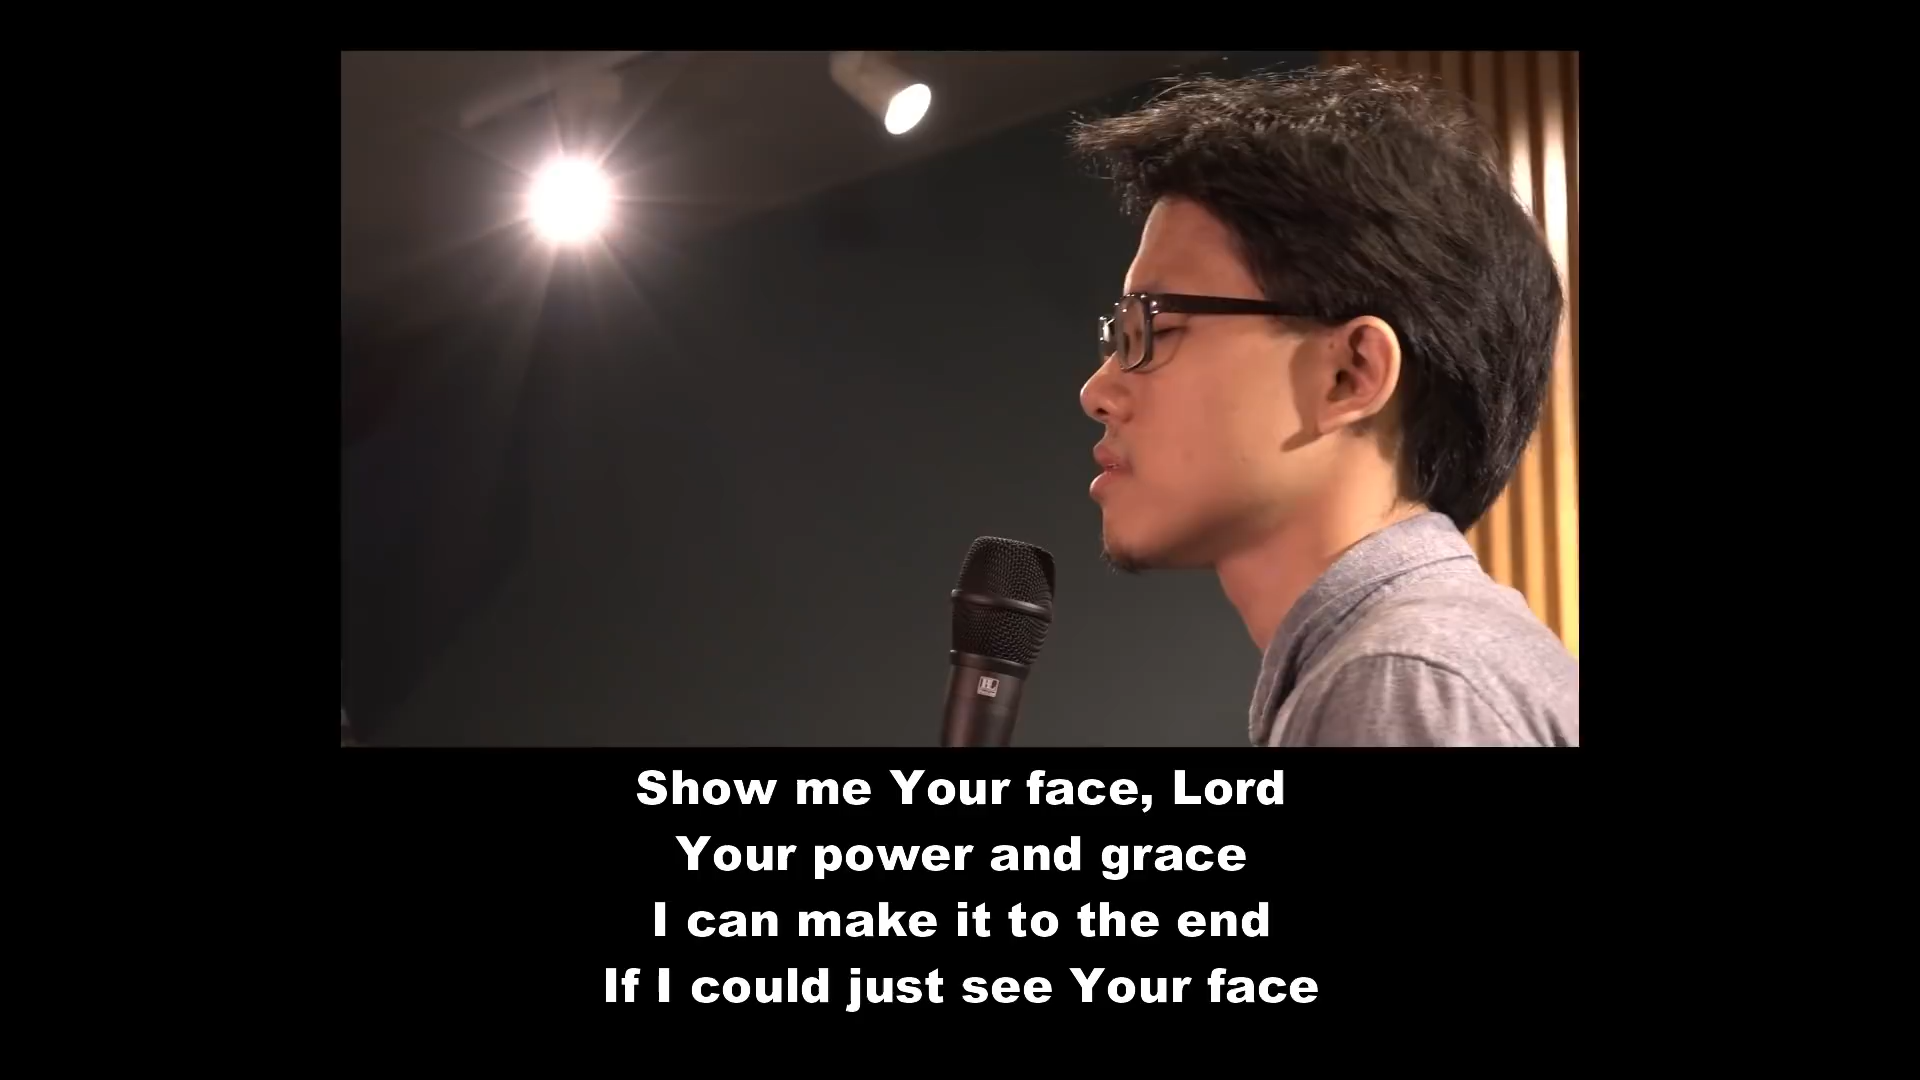 Show me Your face, Lord
Your power and grace
I can make it to the end
If I could just see Your face